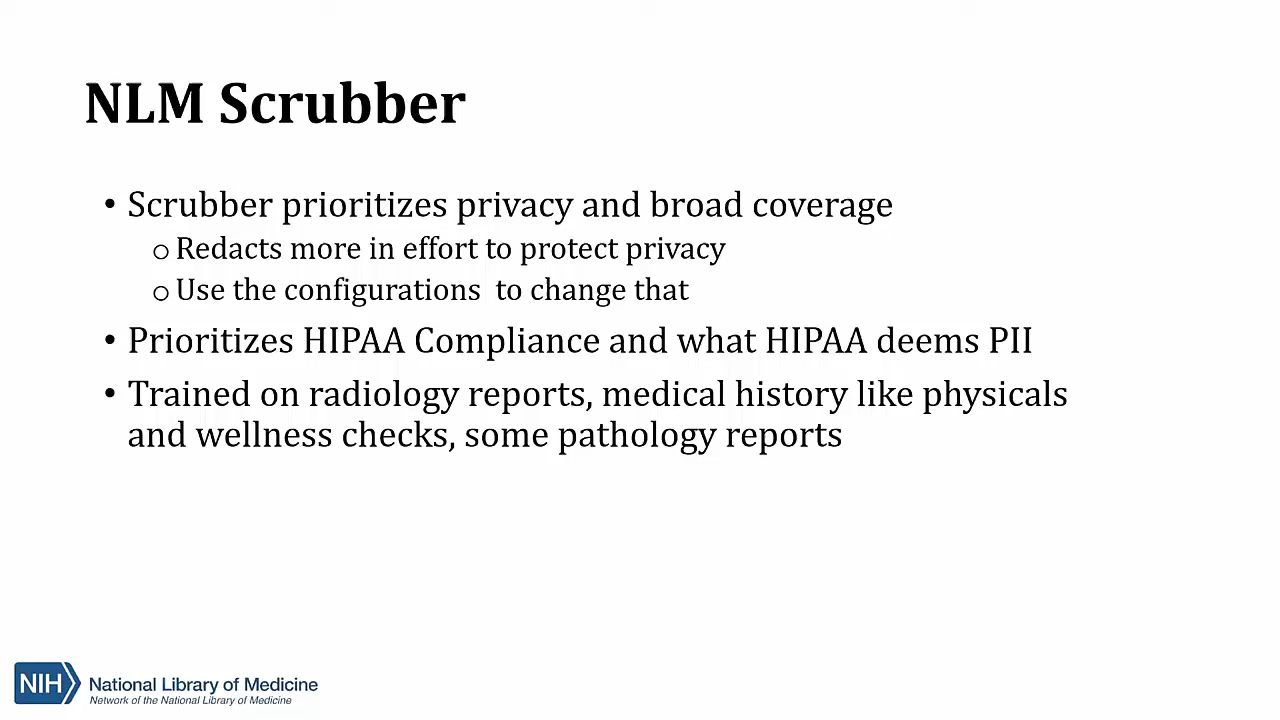 NLM Scrubber
• Scrubber prioritizes privacy and broad coverage
o Redacts more in effort to protect privacy
o Use the configurations  to change that
• Prioritizes HIPAA Compliance and what HIPAA deems PII
• Trained on radiology reports, medical history like physicals
and wellness checks, some pathology reports
NIH National Library of Medicine
Network of the National Library of Medicine